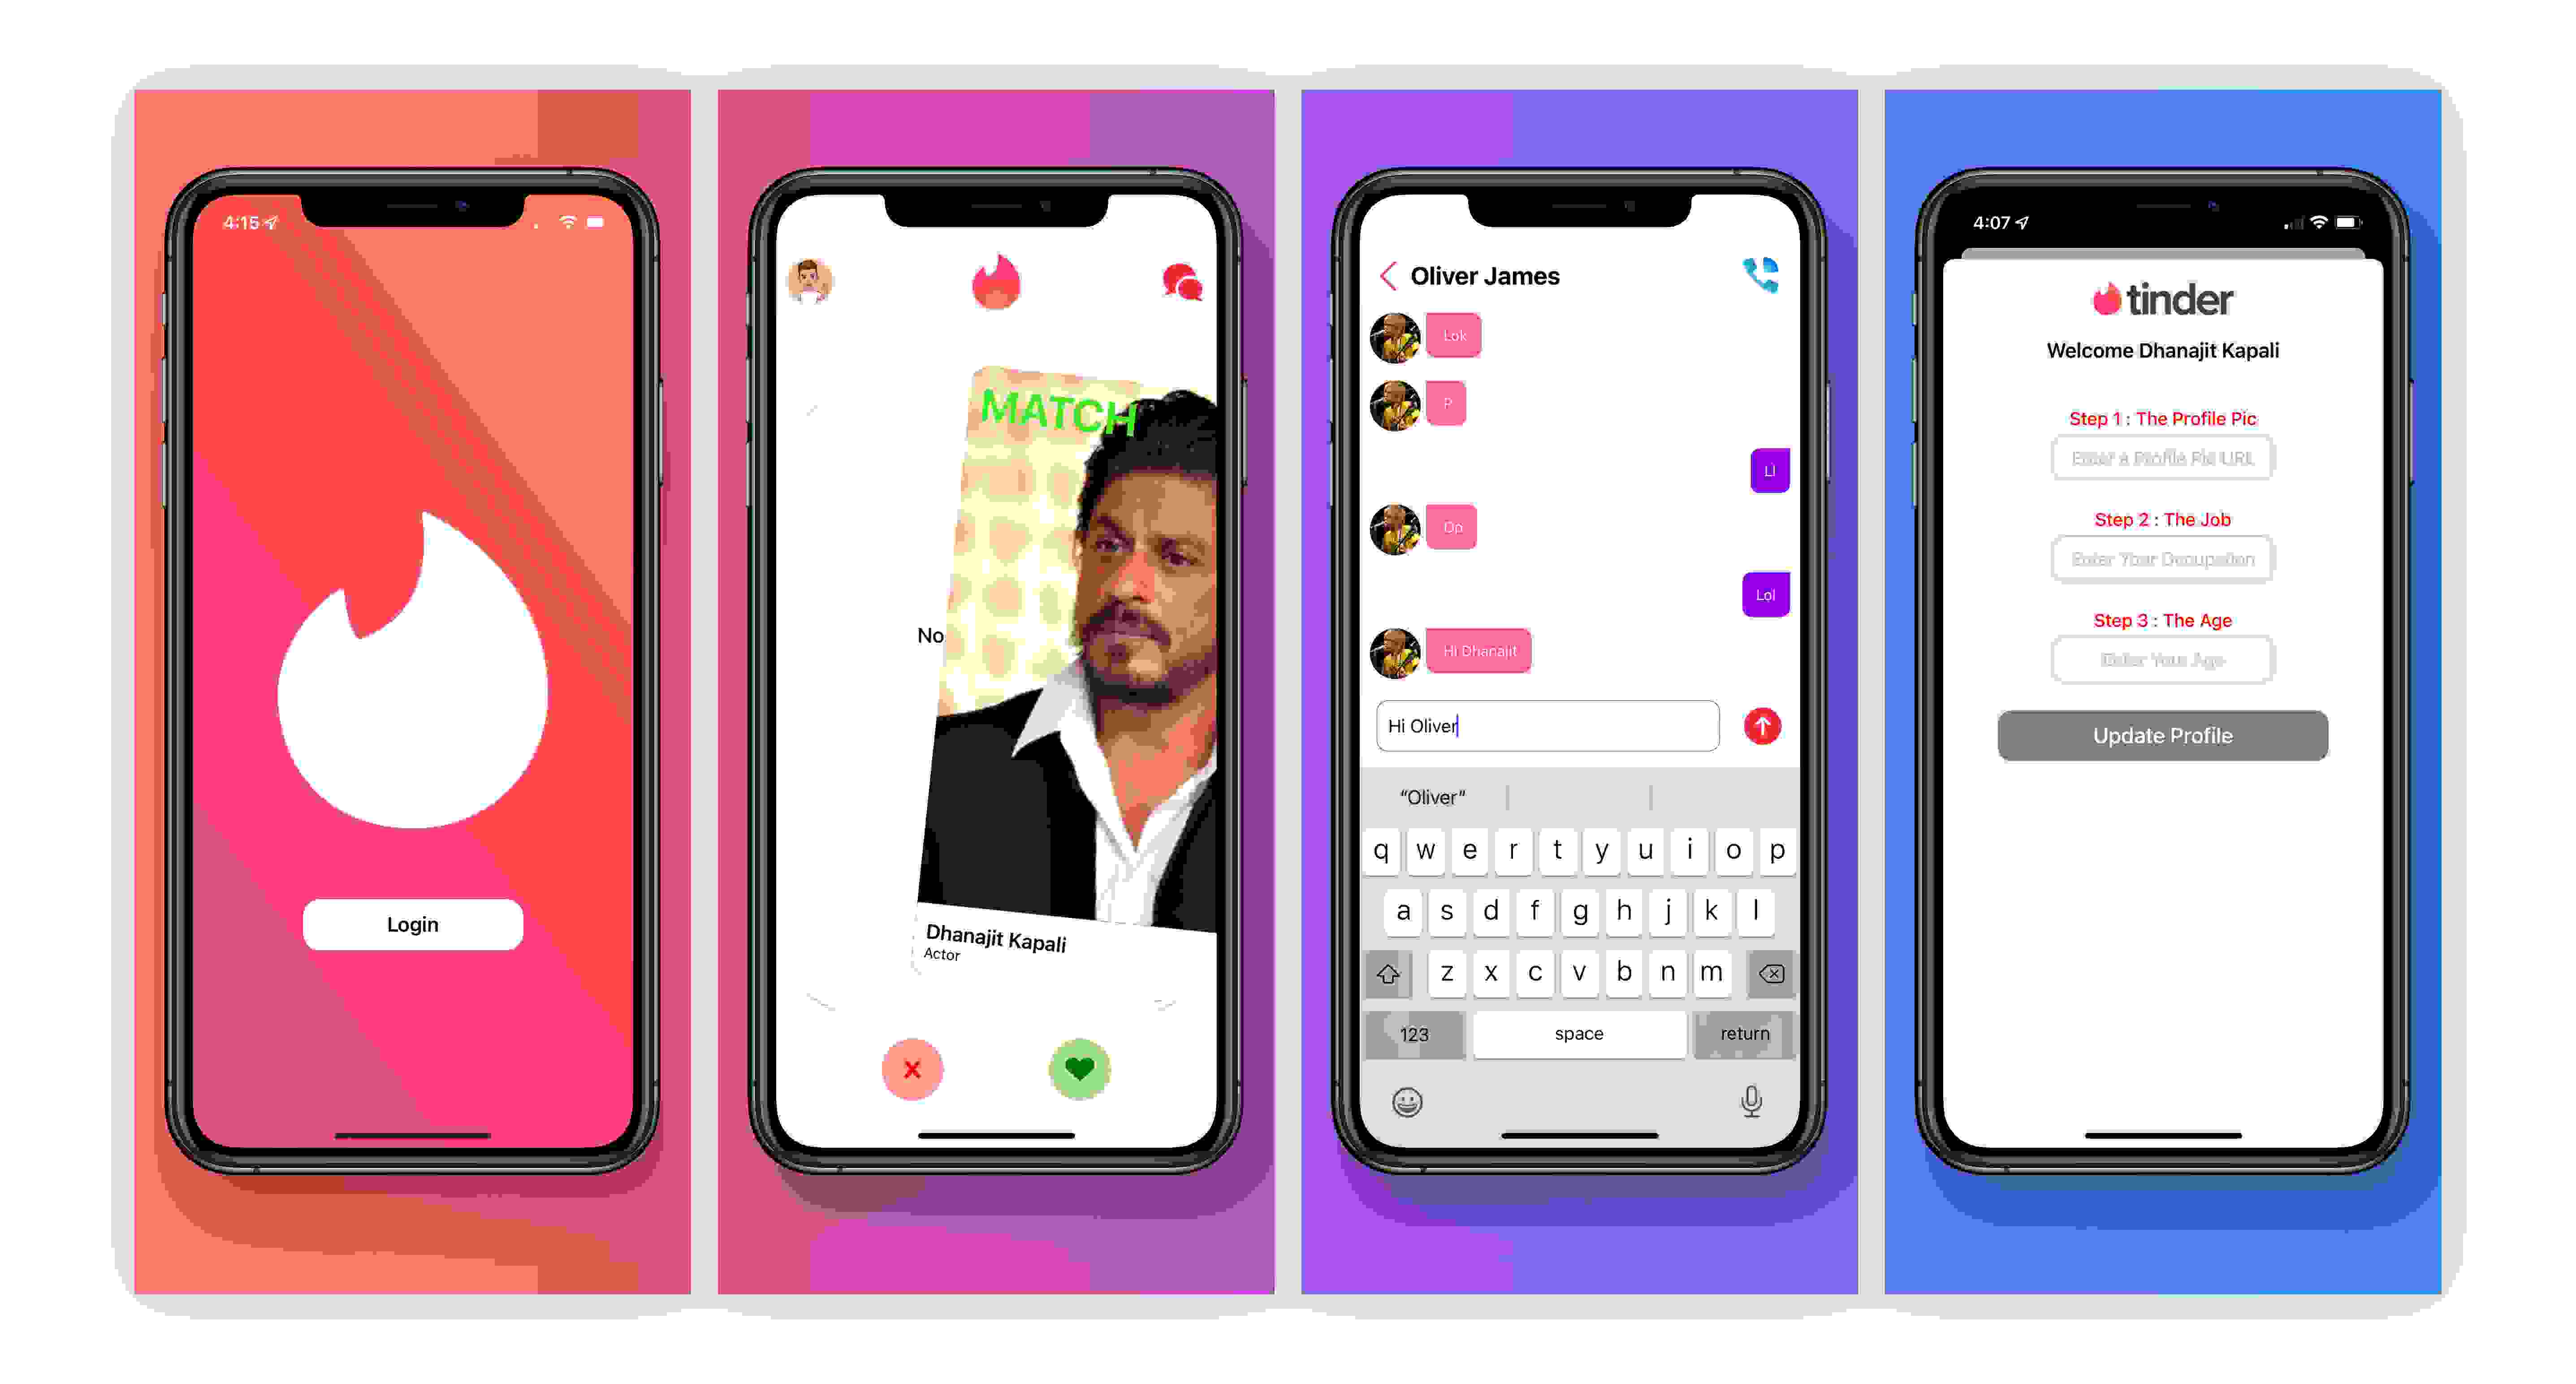 4:15
Login
MATCH
No
Dhanajit Kapali
Actor
Oliver James
Lok
P
Ll
Op
Lol
Hi Dhanajit
Hi Oliver
“Oliver”
q w e r t y u i o p
a s d f g h j k l
z x c v b n m
123 space return
4:07
tinder
Welcome Dhanajit Kapali
Step 1 : The Profile Pic
Enter a Profile Pic URL
Step 2 : The Job
Enter Your Occupation
Step 3 : The Age
Enter Your Age
Update Profile